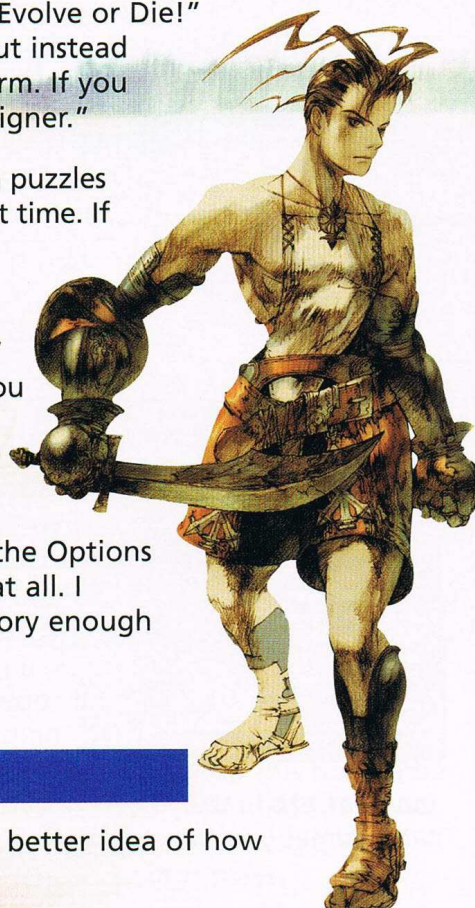 Evolve or Die!”
ut instead
rm. If you
igner.”
puzzles
t time. If
ou
the Options
at all. I
ory enough
better idea of how